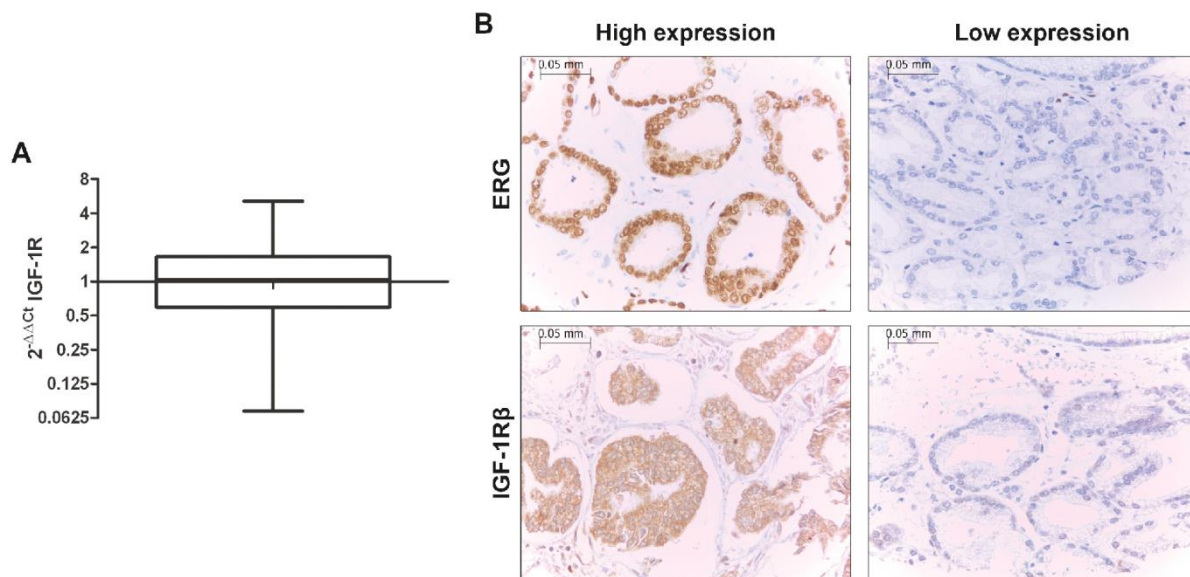 A
8
4
2
1
0.5
0.25
0.125
0.0625
2-ΔΔCt IGF-1R
B
High expression
Low expression
ERG
0.05 mm
0.05 mm
IGF-1Rβ
0.05 mm
0.05 mm